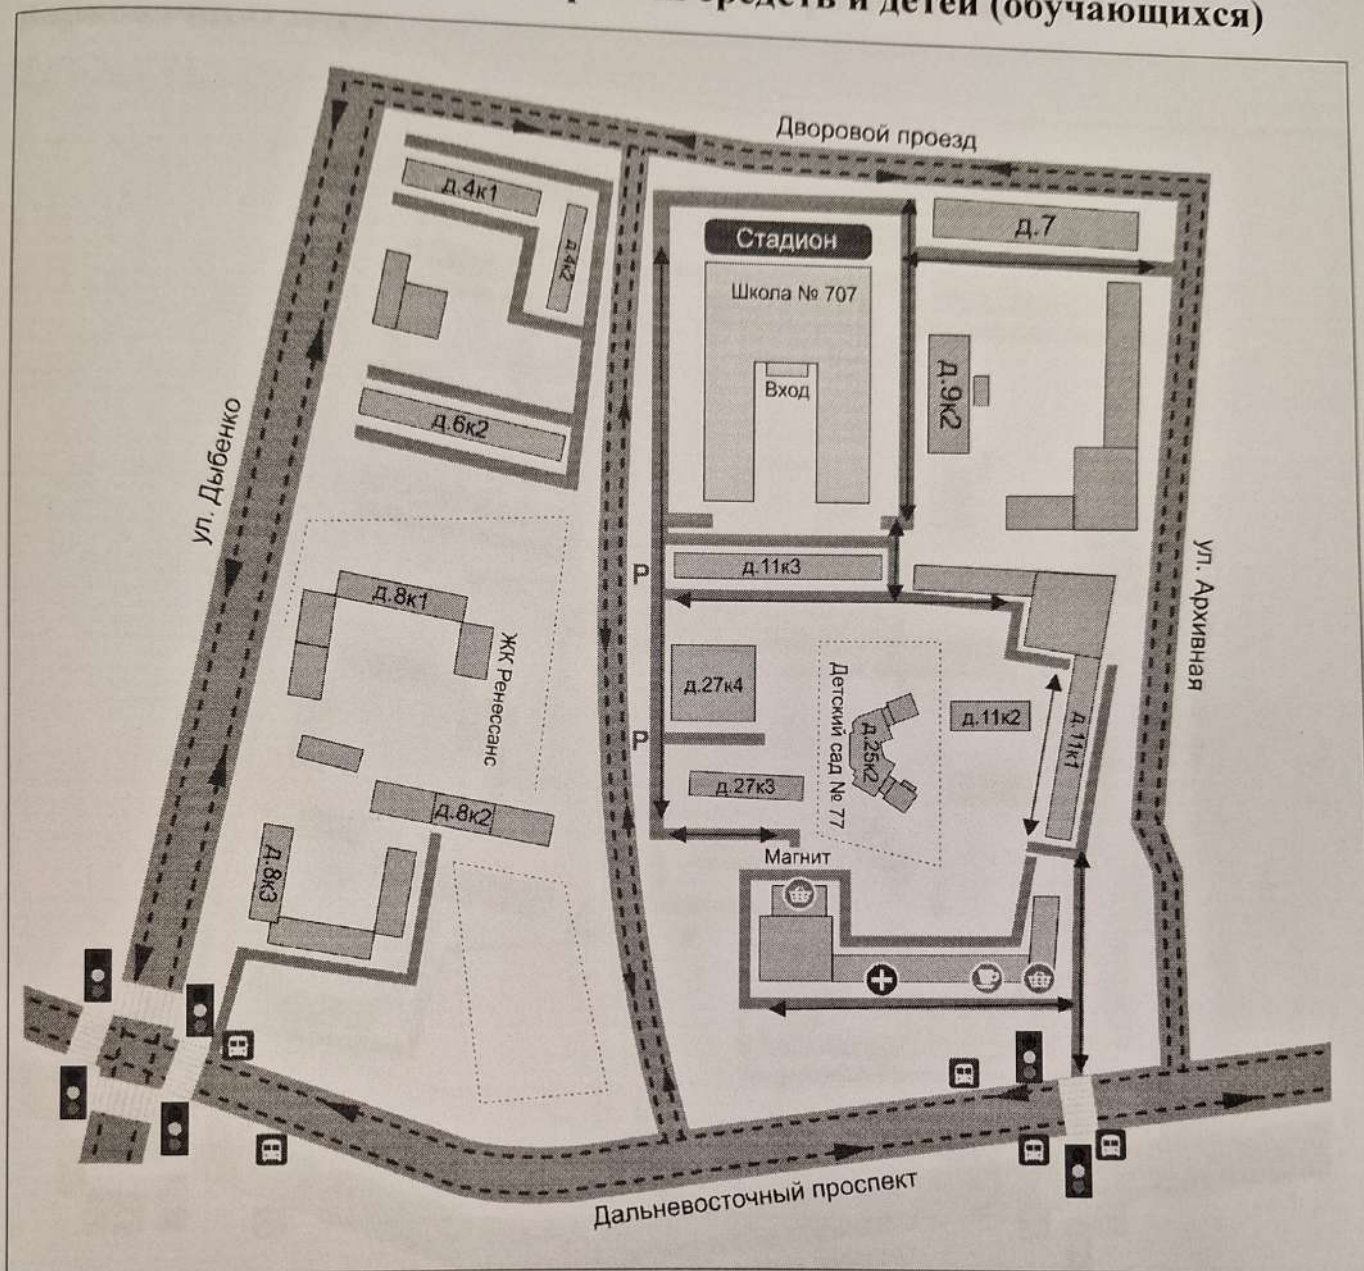 средств и детей (обучающихся)
Дворовой проезд
д.4к1
д.4к2
Стадион
д.7
Школа № 707
Вход
д.9к2
д.6к2
ул. Дыбенко
P
д.11к3
ул. Архивная
д.8к1
ЖК Ренессанс
д.27к4
Детский сад № 77
д.25к2
д.11к2
д.11к1
P
д.27к3
д.8к2
д.8к3
Магнит
Дальневосточный проспект